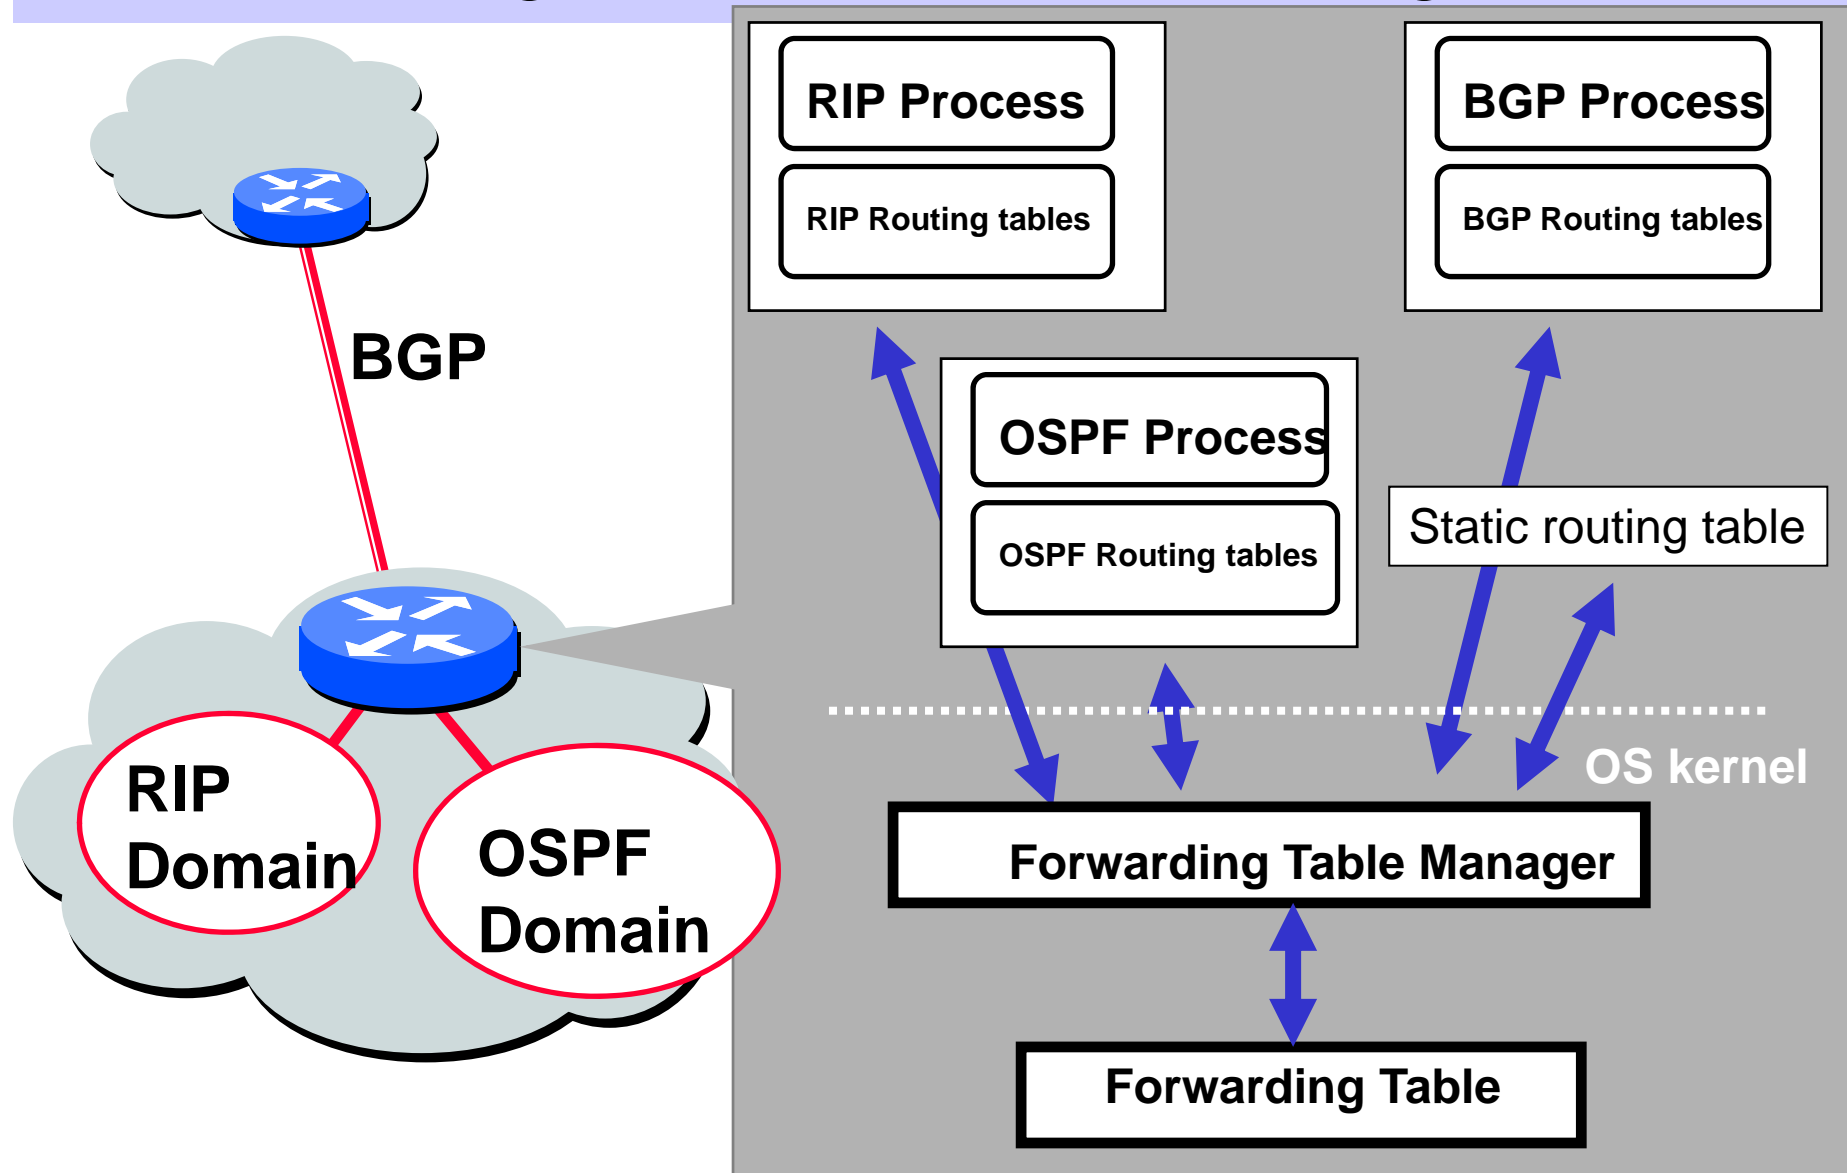 RIP Process
RIP Routing tables
BGP Process
BGP Routing tables
BGP
OSPF Process
OSPF Routing tables
Static routing table
OS kernel
RIP
Domain
OSPF
Domain
Forwarding Table Manager
Forwarding Table